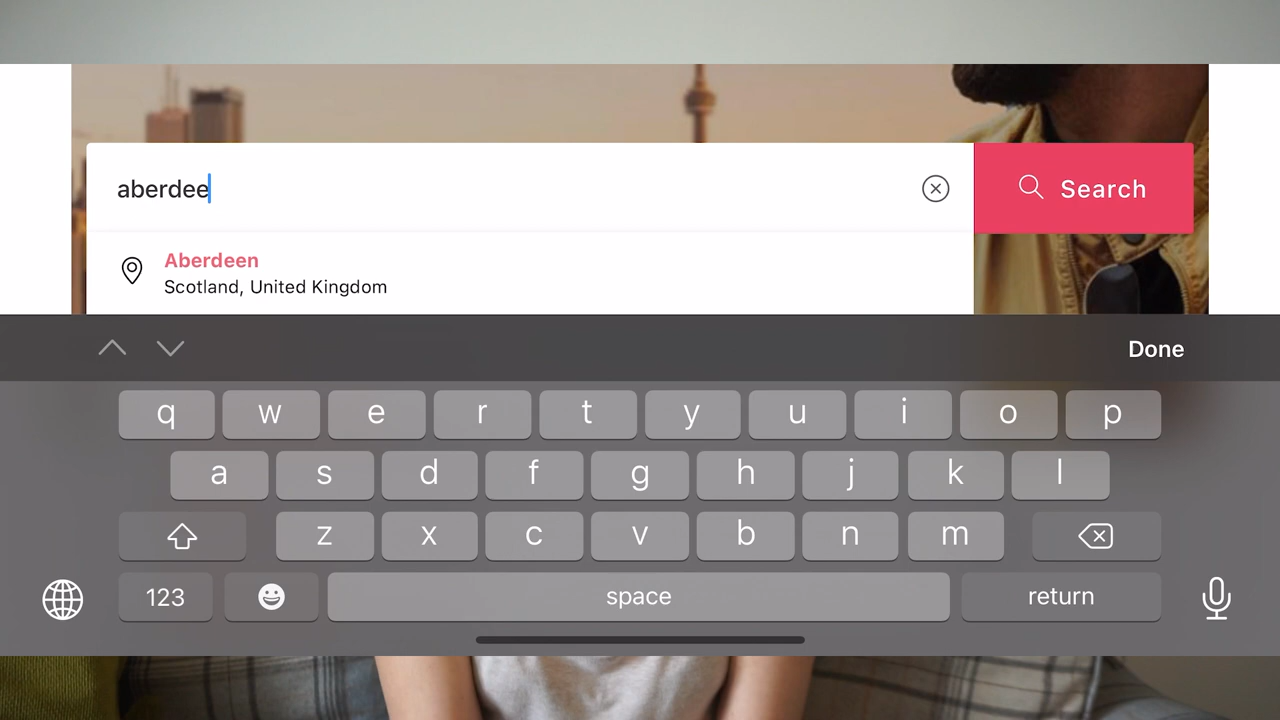 aberdee
Search
Aberdeen
Scotland, United Kingdom
Done
q w e r t y u i o p
a s d f g h j k l
z x c v b n m
123 space return